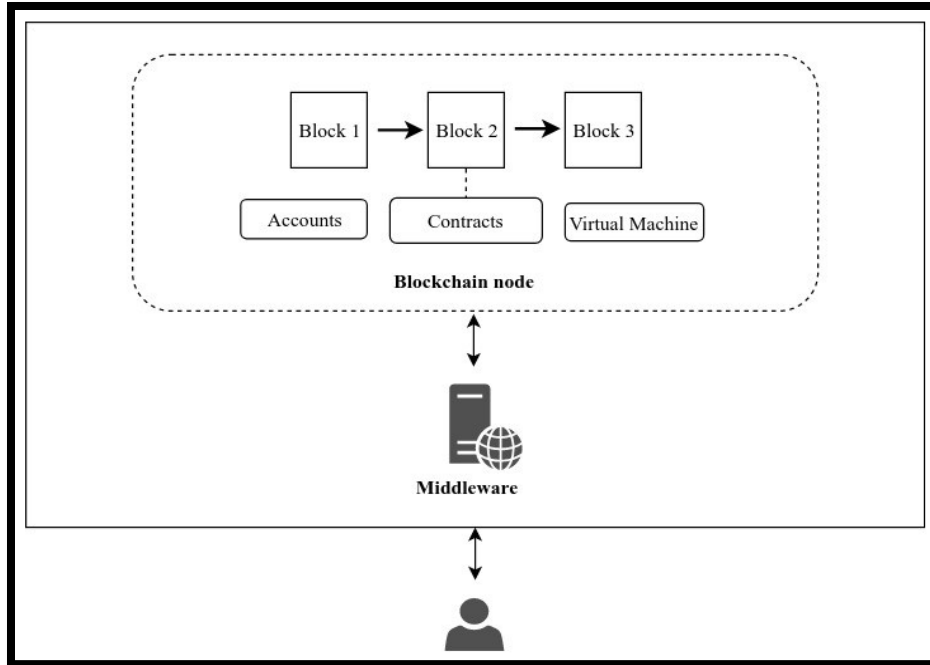 Block 1
Block 2
Block 3
Accounts
Contracts
Virtual Machine
Blockchain node
Middleware